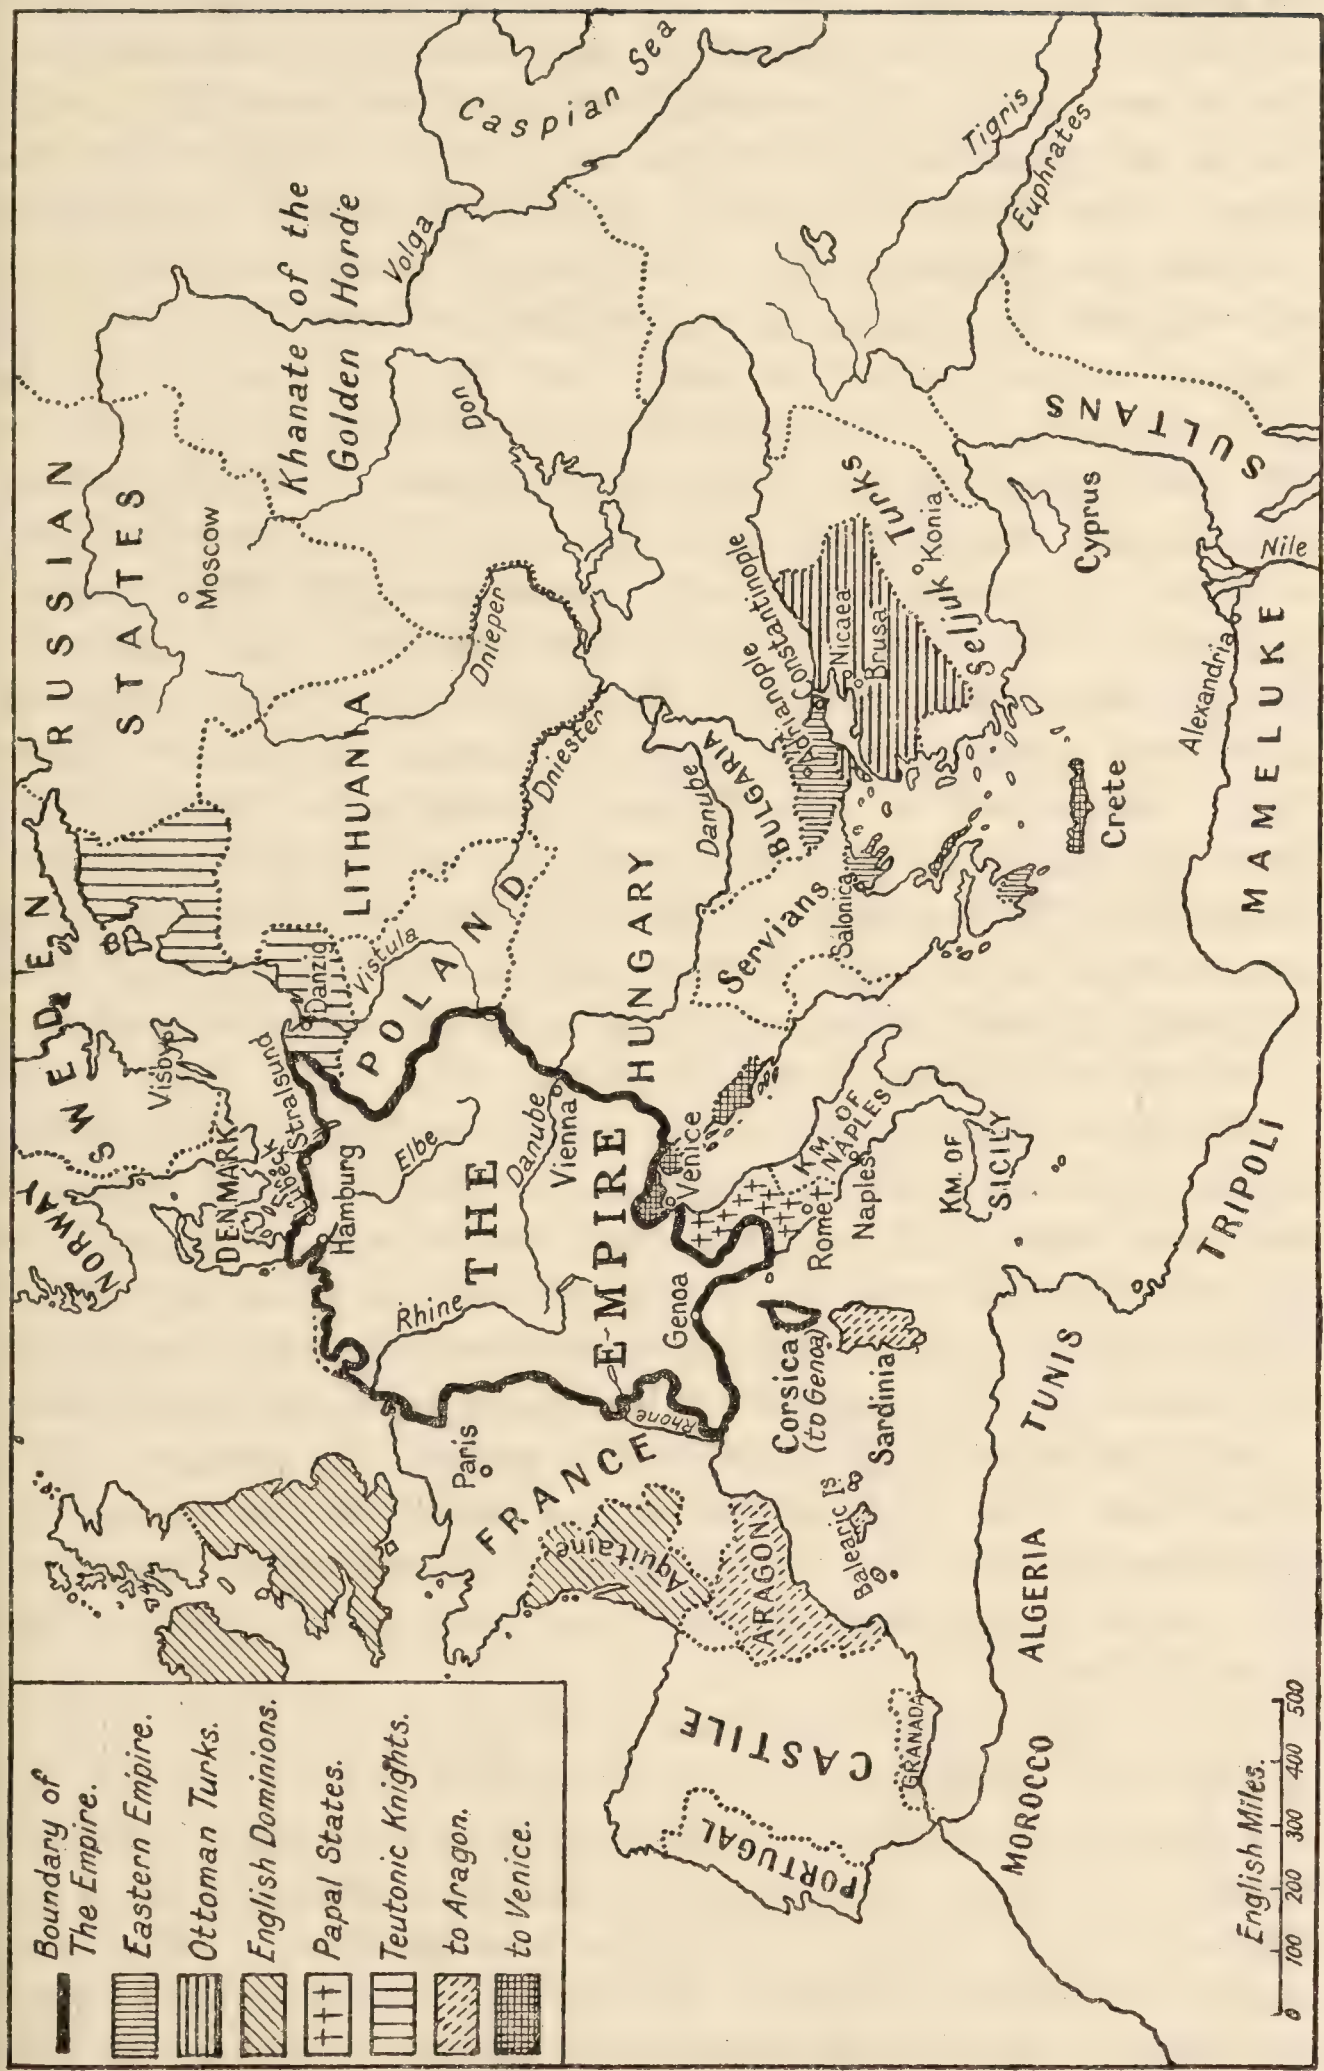 Boundary of
The Empire.
Eastern Empire.
Ottoman Turks.
English Dominions.
Papal States.
Teutonic Knights.
to Aragon.
to Venice.
NORWAY
SWEDEN
RUSSIAN
STATES
Visby
DENMARK
Lübeck
Stralsund
Hamburg
Danzig
LITHUANIA
Moscow
Khanate of the
Golden Horde
Volga
Don
Caspian Sea
Vistula
POLAND
Elbe
Rhine
THE
EMPIRE
Danube
Vienna
HUNGARY
Dnieper
Dniester
Danube
Paris
FRANCE
Rhone
Aquitaine
Genoa
Venice
Servians
BULGARIA
Adrianople
Constantinople
Nicaea
Brusa
Seljuk Turks
Konia
Salonica
Tigris
Euphrates
PORTUGAL
CASTILE
ARAGON
GRANADA
Balearic Is.
Corsica
(to Genoa)
Sardinia
Rome
KM. OF
NAPLES
Naples
KM. OF
SICILY
Crete
Cyprus
MOROCCO
ALGERIA
TUNIS
TRIPOLI
Alexandria
Nile
MAMELUKE
SULTANS
English Miles.
0 100 200 300 400 500